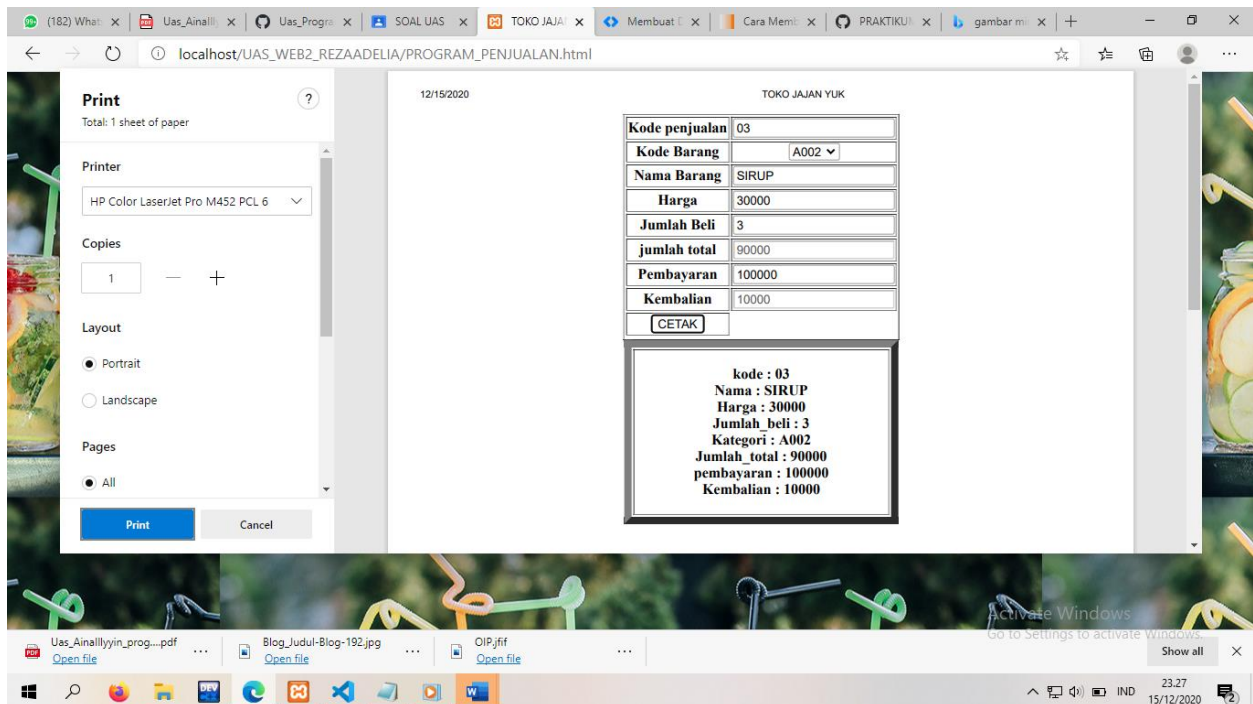 (182) What
Uas_Ainalll
Uas_Progra
SOAL UAS
TOKO JAJA
Membuat
Cara Memb
PRAKTIKU
gambar mi
localhost/UAS_WEB2_REZAADELIA/PROGRAM_PENJUALAN.html
Print
?
Total: 1 sheet of paper
Printer
HP Color LaserJet Pro M452 PCL 6
Copies
1
Layout
Portrait
Landscape
Pages
All
Print Cancel
12/15/2020 TOKO JAJAN YUK
Kode penjualan 03
Kode Barang A002
Nama Barang SIRUP
Harga 30000
Jumlah Beli 3
jumlah total 90000
Pembayaran 100000
Kembalian 10000
CETAK
kode : 03
Nama : SIRUP
Harga : 30000
Jumlah_beli : 3
Kategori : A002
Jumlah_total : 90000
pembayaran : 100000
Kembalian : 10000
Activate Windows
Go to Settings to activate Windows.
Uas_Ainalllyyin_prog....pdf
Open file
Blog_Judul-Blog-192.jpg
Open file
OIP.jfif
Open file
Show all
DEV
IND
23.27
15/12/2020
2